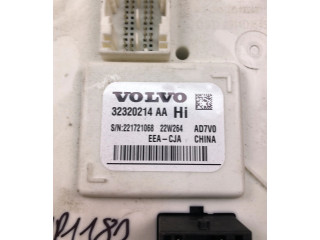 VOLVO
32320214 AA Hi
S/N:221721068 22W264 AD7V0
EEA-CJA CHINA